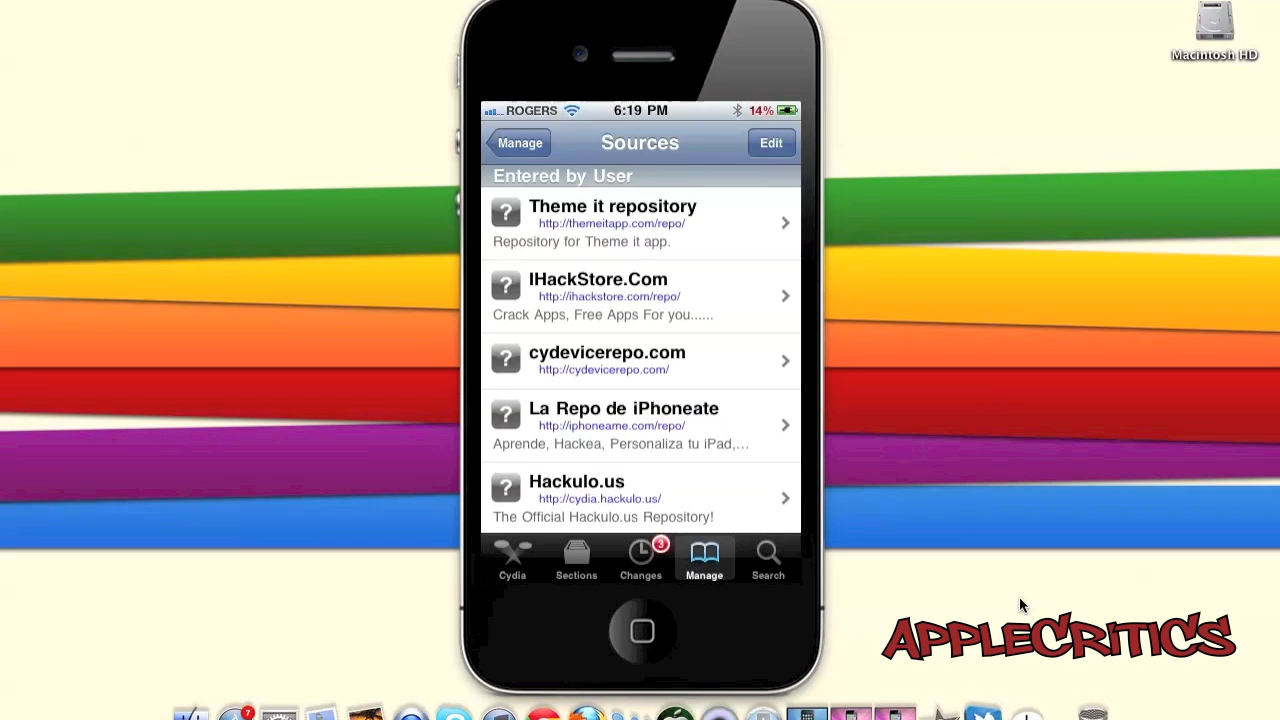 Macintosh HD
ROGERS 6:19 PM 14%
Manage Sources Edit
Entered by User
Theme it repository
http://themeitapp.com/repo/
Repository for Theme it app.
IHackStore.Com
http://ihackstore.com/repo/
Crack Apps, Free Apps For you......
cydevicerepo.com
http://cydevicerepo.com/
La Repo de iPhoneate
http://iphoneame.com/repo/
Aprende, Hackea, Personaliza tu iPad,...
Hackulo.us
http://cydia.hackulo.us/
The Official Hackulo.us Repository!
3
Cydia Sections Changes Manage Search
APPLECRITICS
7